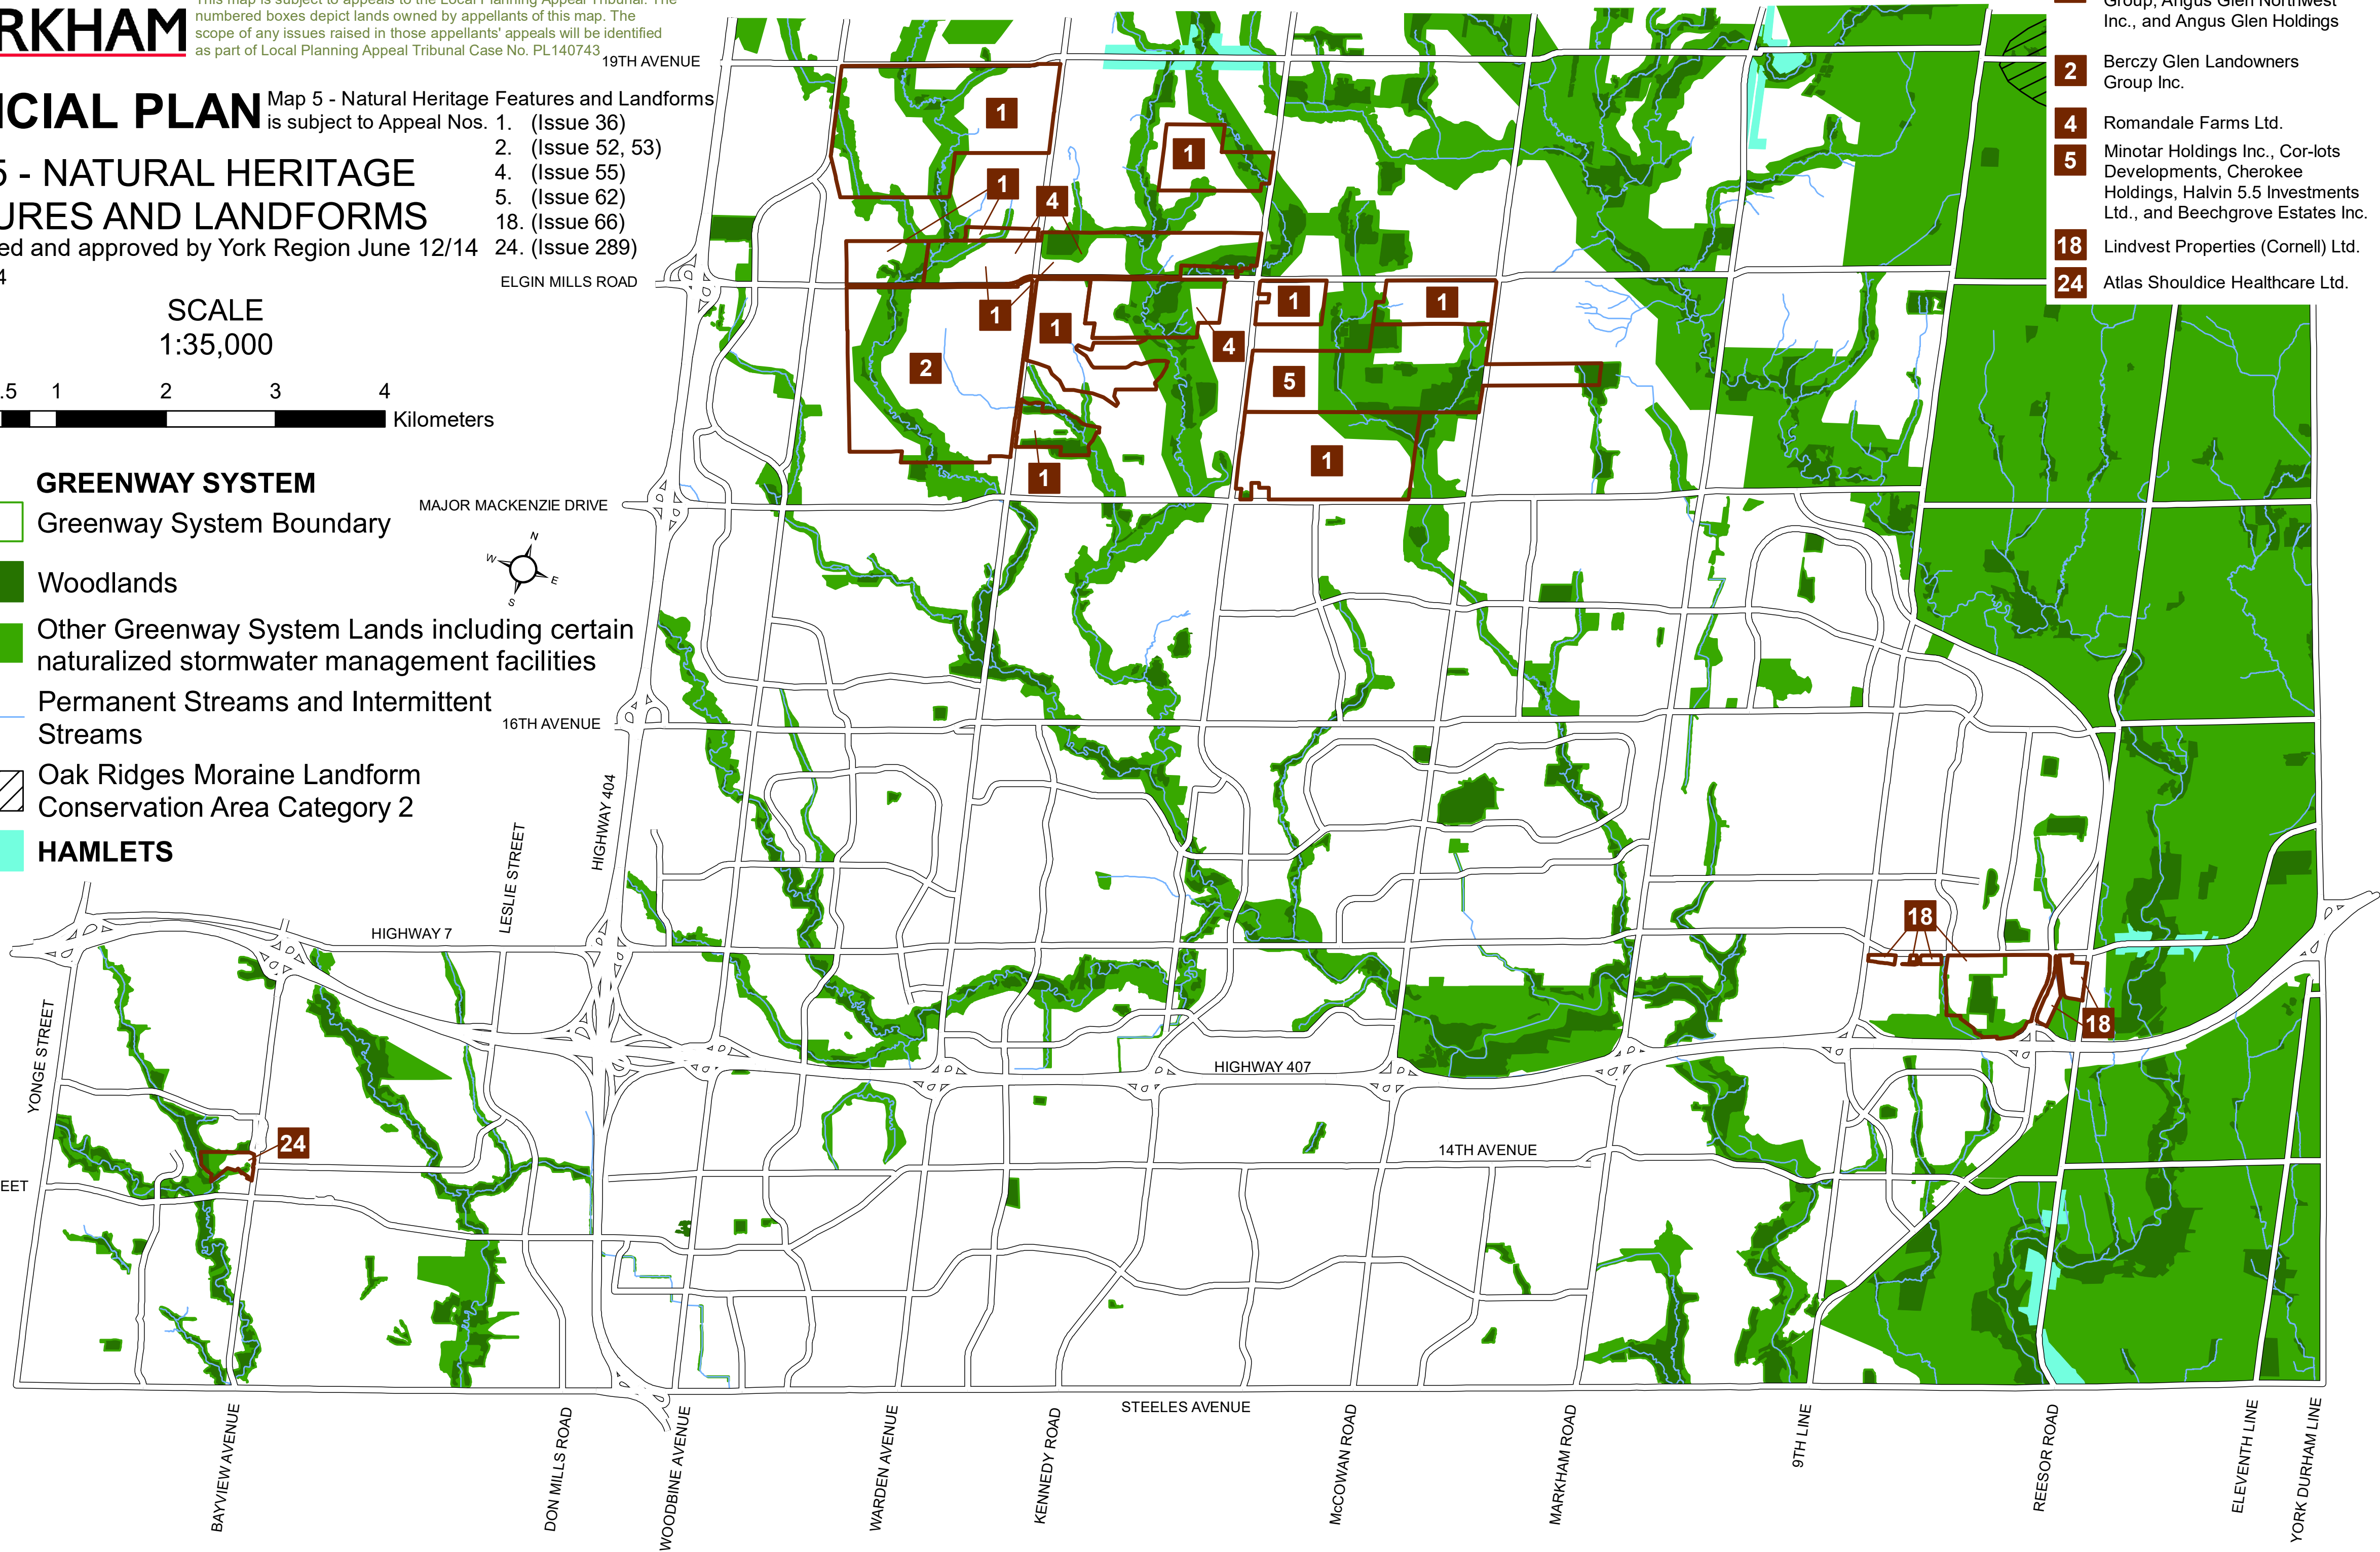 This map is subject to appeals to the Local Planning Appeal Tribunal. The
numbered boxes depict lands owned by appellants of this map. The
scope of any issues raised in those appellants' appeals will be identified
as part of Local Planning Appeal Tribunal Case No. PL140743
RKHAM
ICIAL PLAN
Map 5 - Natural Heritage Features and Landforms
is subject to Appeal Nos.
1. (Issue 36)
2. (Issue 52, 53)
4. (Issue 55)
5. (Issue 62)
18. (Issue 66)
24. (Issue 289)
5 - NATURAL HERITAGE
URES AND LANDFORMS
ed and approved by York Region June 12/14
4
SCALE
1:35,000
.5 1 2 3 4
Kilometers
GREENWAY SYSTEM
Greenway System Boundary
Woodlands
Other Greenway System Lands including certain
naturalized stormwater management facilities
Permanent Streams and Intermittent
Streams
Oak Ridges Moraine Landform
Conservation Area Category 2
HAMLETS
N
W
E
S
Group, Angus Glen Northwest
Inc., and Angus Glen Holdings
2
Berczy Glen Landowners
Group Inc.
4
Romandale Farms Ltd.
5
Minotar Holdings Inc., Cor-lots
Developments, Cherokee
Holdings, Halvin 5.5 Investments
Ltd., and Beechgrove Estates Inc.
18
Lindvest Properties (Cornell) Ltd.
24
Atlas Shouldice Healthcare Ltd.
19TH AVENUE
1
1
1
4
ELGIN MILLS ROAD
1
1
1
1
4
2
5
1
1
MAJOR MACKENZIE DRIVE
16TH AVENUE
HIGHWAY 404
LESLIE STREET
HIGHWAY 7
18
18
YONGE STREET
HIGHWAY 407
24
14TH AVENUE
EET
STEELES AVENUE
BAYVIEW AVENUE
DON MILLS ROAD
WOODBINE AVENUE
WARDEN AVENUE
KENNEDY ROAD
McCOWAN ROAD
MARKHAM ROAD
9TH LINE
REESOR ROAD
ELEVENTH LINE
YORK DURHAM LINE